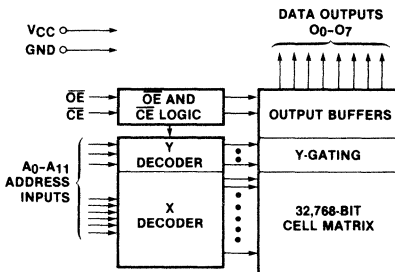 DATA OUTPUTS
O0–O7
VCC
GND
OE
CE
OE AND
CE LOGIC
OUTPUT BUFFERS
Y
DECODER
Y-GATING
A0–A11
ADDRESS
INPUTS
X
DECODER
32,768-BIT
CELL MATRIX